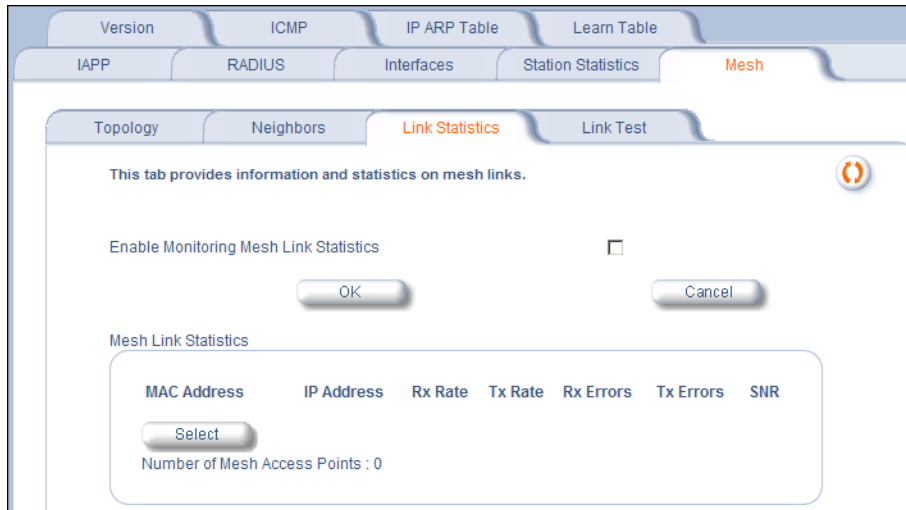 Version ICMP IP ARP Table Learn Table
IAPP RADIUS Interfaces Station Statistics Mesh
Topology Neighbors Link Statistics Link Test
This tab provides information and statistics on mesh links.
Enable Monitoring Mesh Link Statistics
OK Cancel
Mesh Link Statistics
MAC Address IP Address Rx Rate Tx Rate Rx Errors Tx Errors SNR
Select
Number of Mesh Access Points : 0